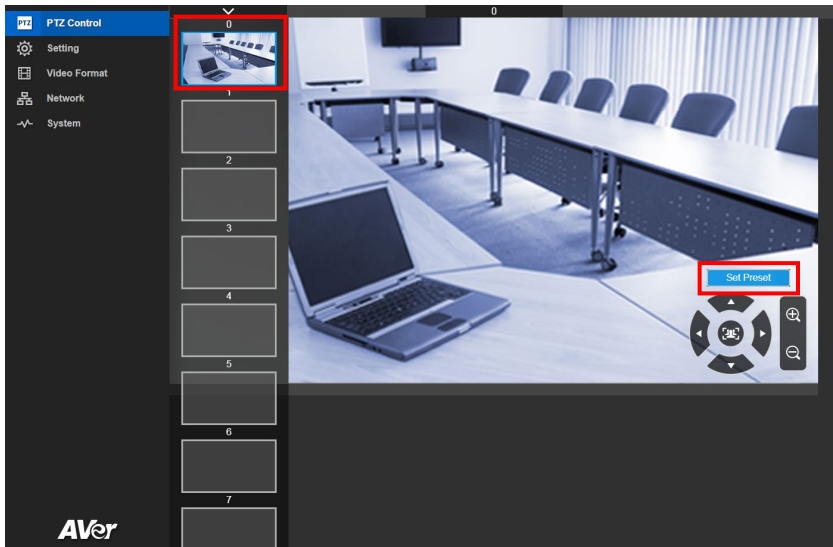 PTZ PTZ Control
Setting
Video Format
Network
System
0
0
1
2
3
4
5
6
7
Set Preset
AVer